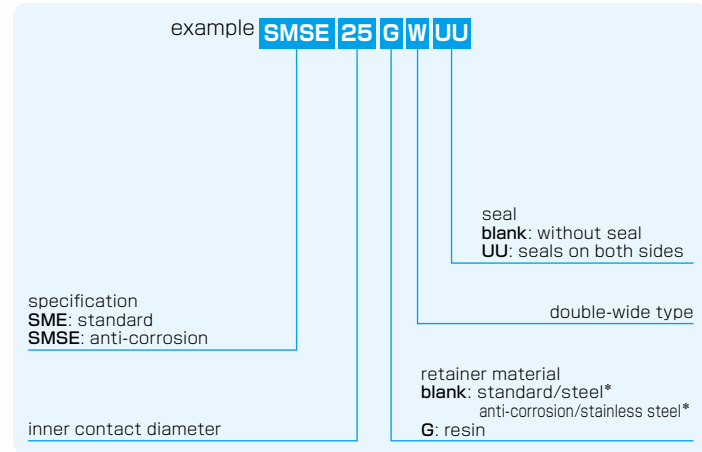 example SMSE 25 G W UU
seal
blank: without seal
UU: seals on both sides
specification
SME: standard
SMSE: anti-corrosion
double-wide type
retainer material
blank: standard/steel*
anti-corrosion/stainless steel*
G: resin
inner contact diameter